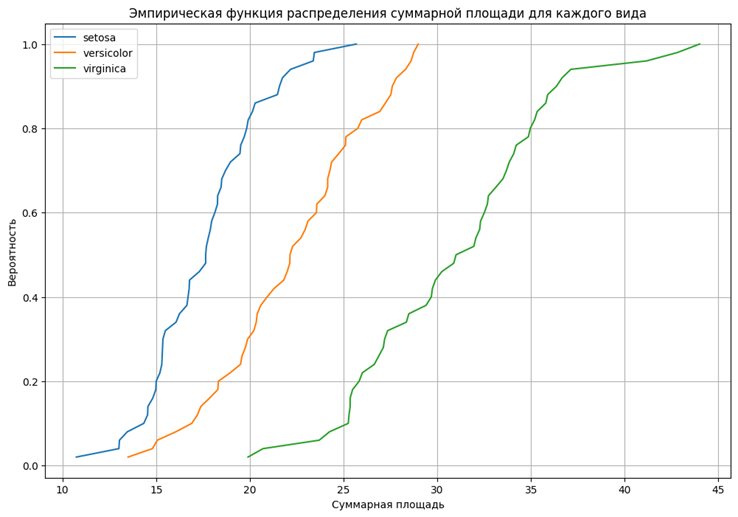 Эмпирическая функция распределения суммарной площади для каждого вида
setosa
versicolor
virginica
1.0
0.8
0.6
0.4
0.2
0.0
Вероятность
10 15 20 25 30 35 40 45
Суммарная площадь